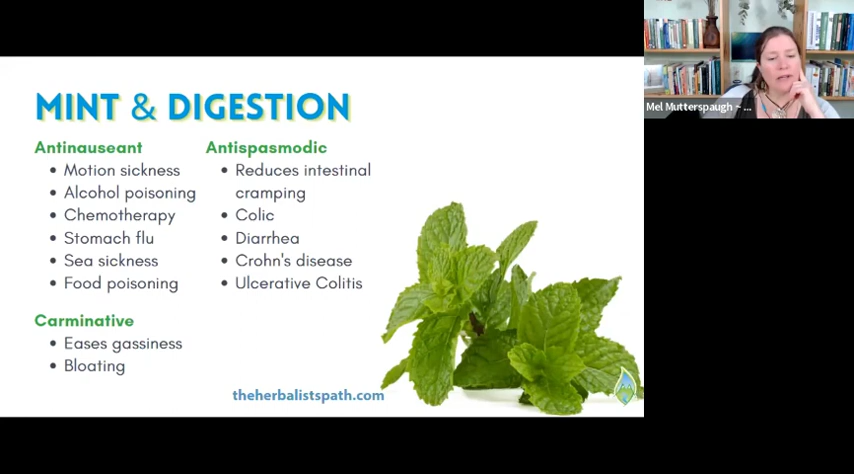 MINT & DIGESTION
Antinauseant
• Motion sickness
• Alcohol poisoning
• Chemotherapy
• Stomach flu
• Sea sickness
• Food poisoning
Antispasmodic
• Reduces intestinal
cramping
• Colic
• Diarrhea
• Crohn's disease
• Ulcerative Colitis
Carminative
• Eases gassiness
• Bloating
theherbalistspath.com
Mel Mutterspaugh ~ ...